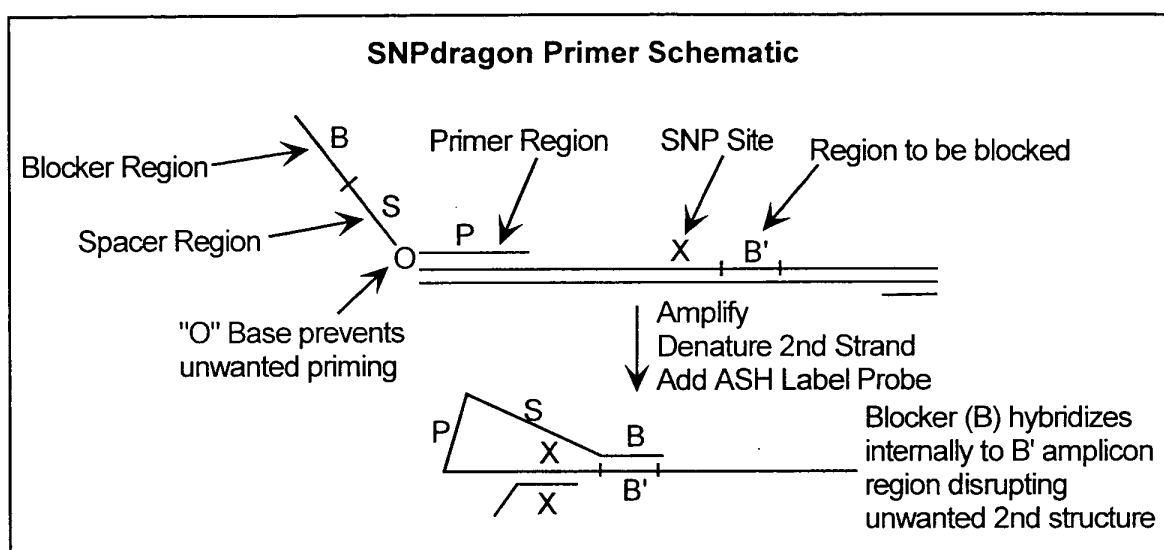 SNPdragon Primer Schematic
B
Blocker Region
Primer Region
SNP Site
Region to be blocked
S
Spacer Region
P
X
B'
O
"O" Base prevents
unwanted priming
Amplify
Denature 2nd Strand
Add ASH Label Probe
P
S
X
B
X
B'
Blocker (B) hybridizes
internally to B' amplicon
region disrupting
unwanted 2nd structure